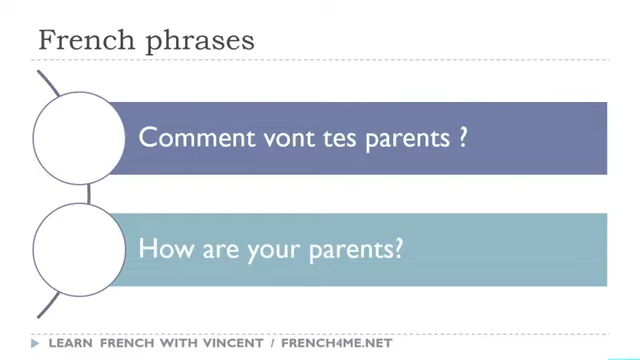 French phrases
Comment vont tes parents ?
How are your parents?
LEARN FRENCH WITH VINCENT / FRENCH4ME.NET